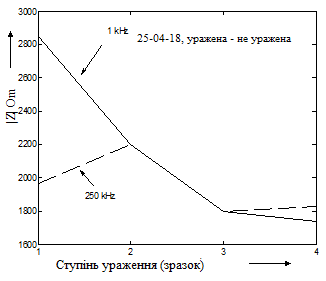 1 kHz
25-04-18, уражена - не уражена
3000
2800
2600
2400
2200
2000
1800
1600
|Z| Om
250 kHz
1 2 3 4
Ступінь ураження (зразок)